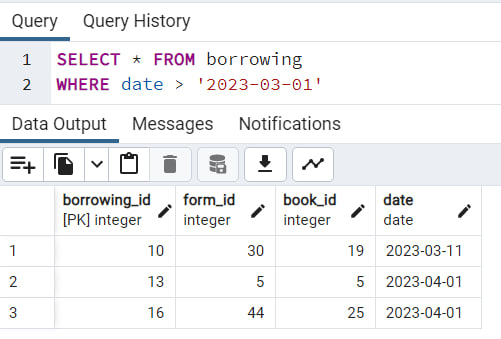 Query Query History
1 SELECT * FROM borrowing
2 WHERE date > '2023-03-01'
Data Output Messages Notifications
borrowing_id form_id book_id date
[PK] integer integer integer date
1 10 30 19 2023-03-11
2 13 5 5 2023-04-01
3 16 44 25 2023-04-01